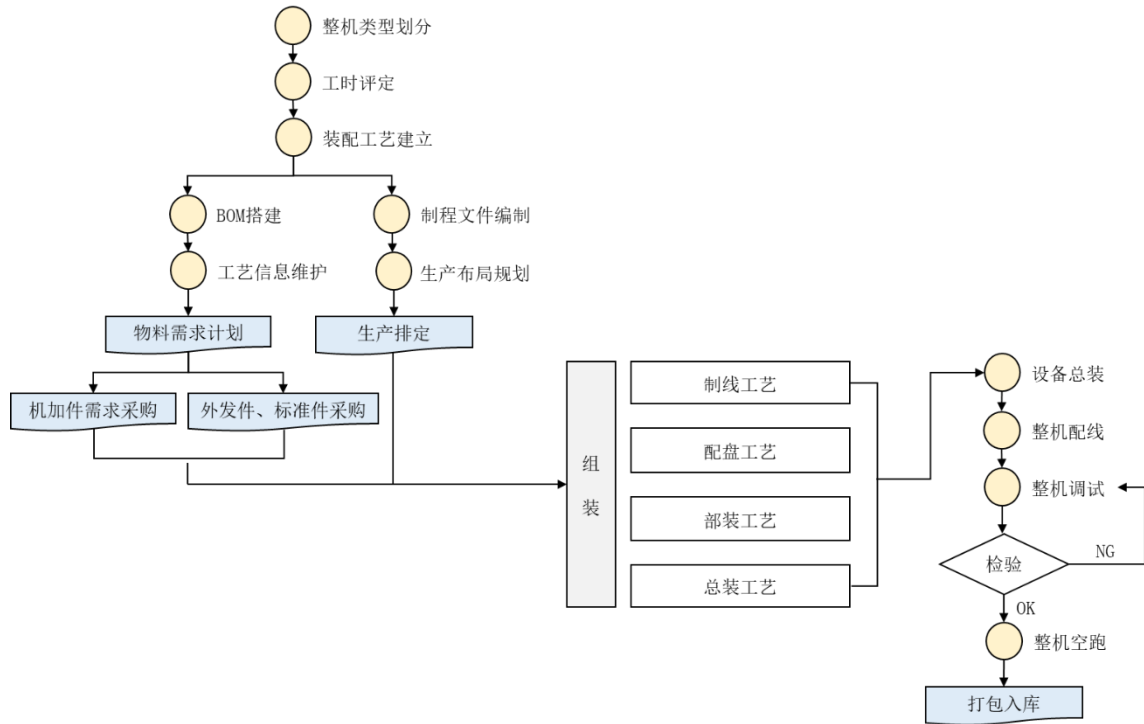 整机类型划分
工时评定
装配工艺建立
BOM搭建
制程文件编制
工艺信息维护
生产布局规划
物料需求计划
生产排定
机加件需求采购
外发件、标准件采购
组
装
制线工艺
配盘工艺
部装工艺
总装工艺
设备总装
整机配线
整机调试
检验
NG
OK
整机空跑
打包入库